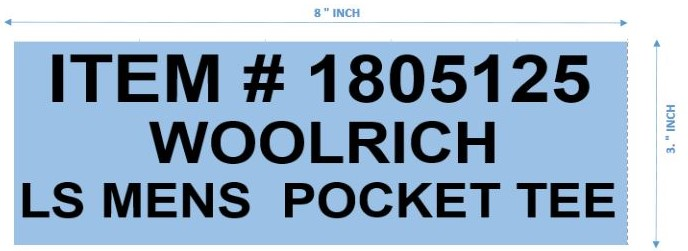 8 " INCH
ITEM # 1805125
WOOLRICH
LS MENS  POCKET TEE
3. " INCH